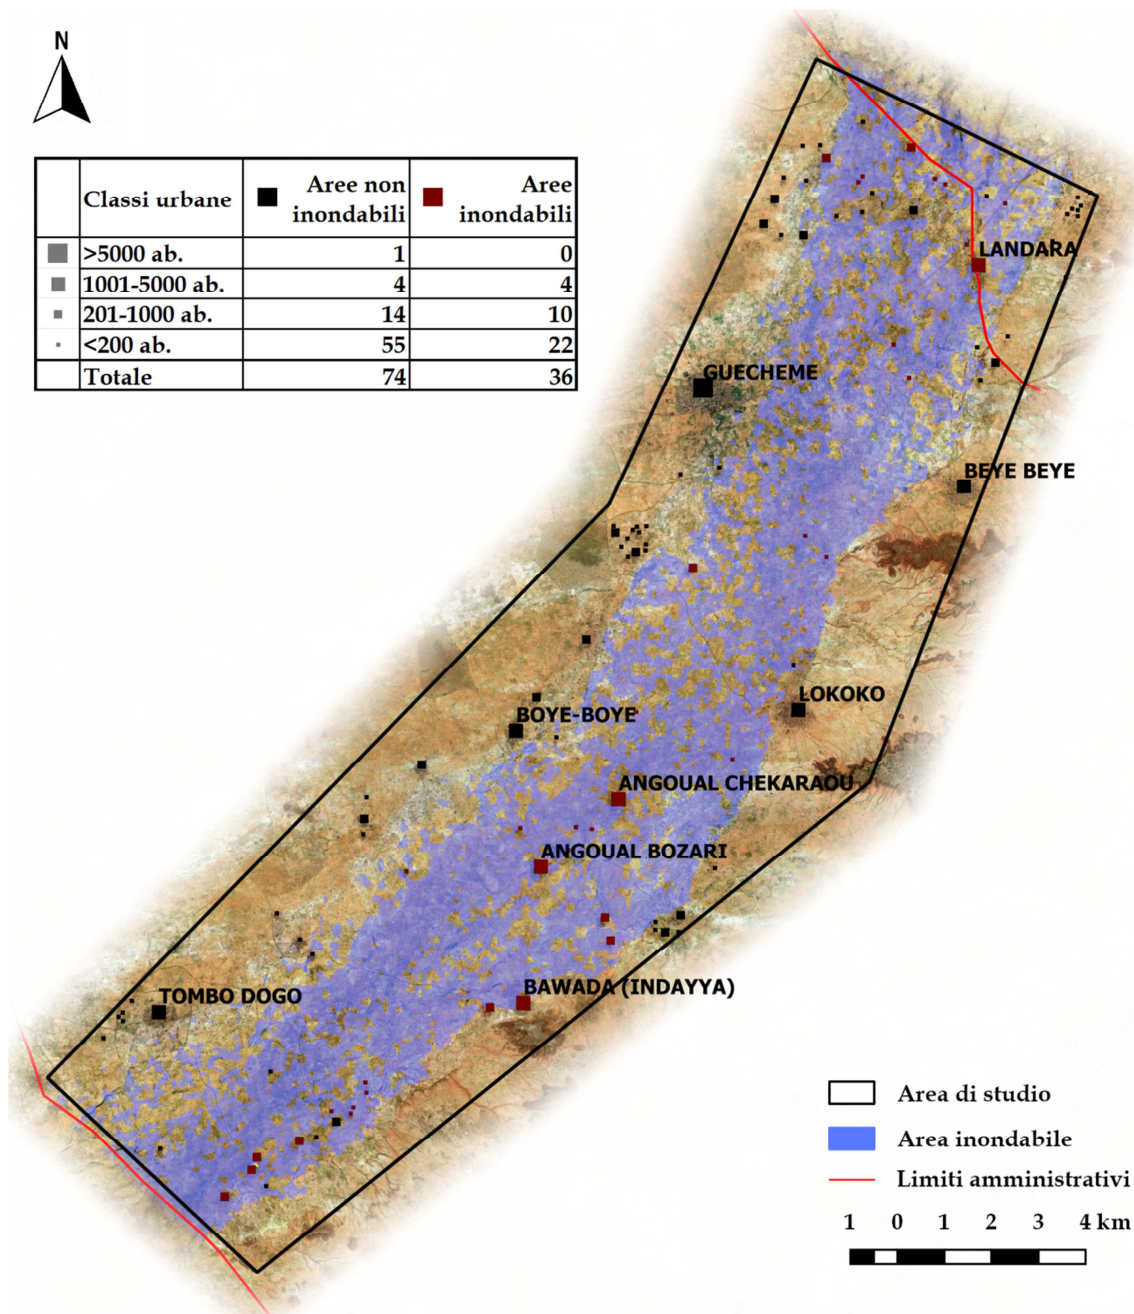 N
Classi urbane
Aree non
inondabili
Aree
inondabili
>5000 ab. 1 0
1001-5000 ab. 4 4
201-1000 ab. 14 10
<200 ab. 55 22
Totale 74 36
LANDARA
GUECHEME
BEYE BEYE
LOKOKO
BOYE-BOYE
ANGOUAL CHEKARAOU
ANGOUAL BOZARI
BAWADA (INDAYYA)
TOMBO DOGO
Area di studio
Area inondabile
Limiti amministrativi
1 0 1 2 3 4 km